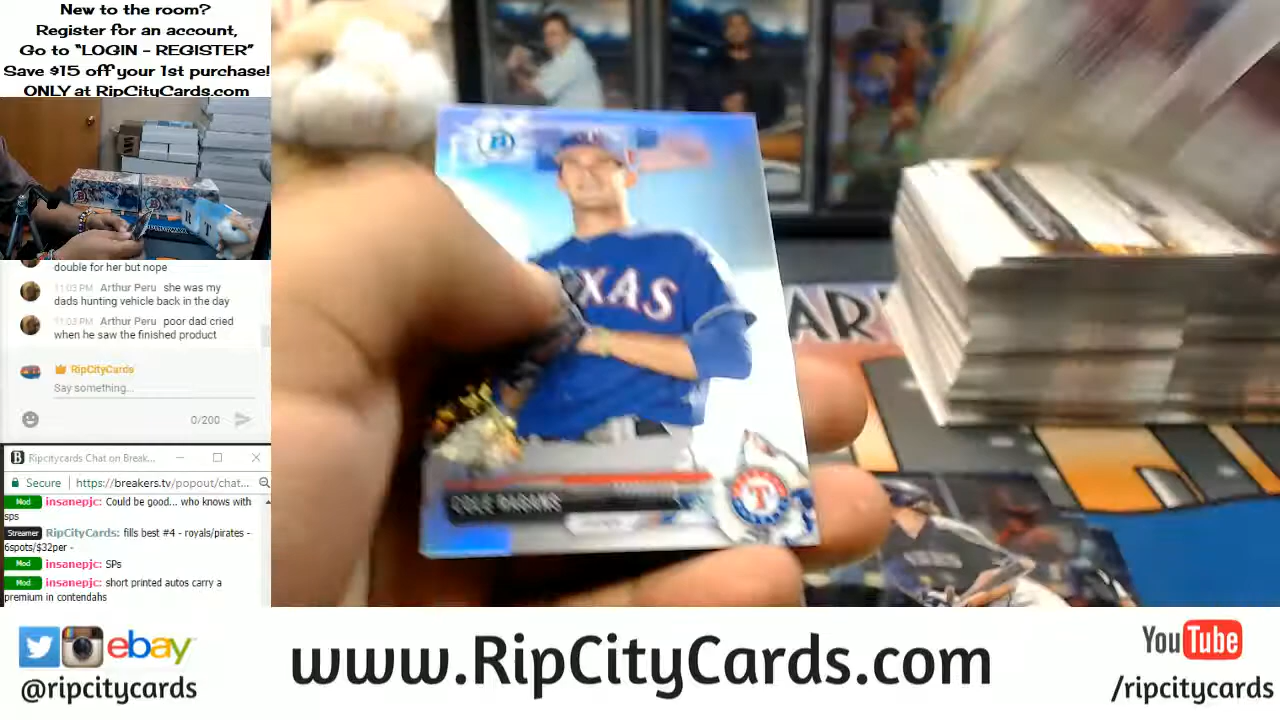 New to the room?
Register for an account,
Go to “LOGIN - REGISTER”
Save $15 off your 1st purchase!
ONLY at RipCityCards.com
double for her but nope
11:03 PM Arthur Peru she was my
dads hunting vehicle back in the day
11:03 PM Arthur Peru poor dad cried
when he saw the finished product
RipCityCards
Say something...
0/200
B Ripcitycards Chat on Break...
Secure https://breakers.tv/popout/chat...
Mod insanepjc: Could be good... who knows with
sps
Streamer RipCityCards: fills best #4 - royals/pirates -
6spots/$32per -
Mod insanepjc: SPs
Mod insanepjc: short printed autos carry a
premium in contendahs
TEXAS
COLE RAGANS
T
ebay
@ripcitycards
www.RipCityCards.com
YouTube
/ripcitycards